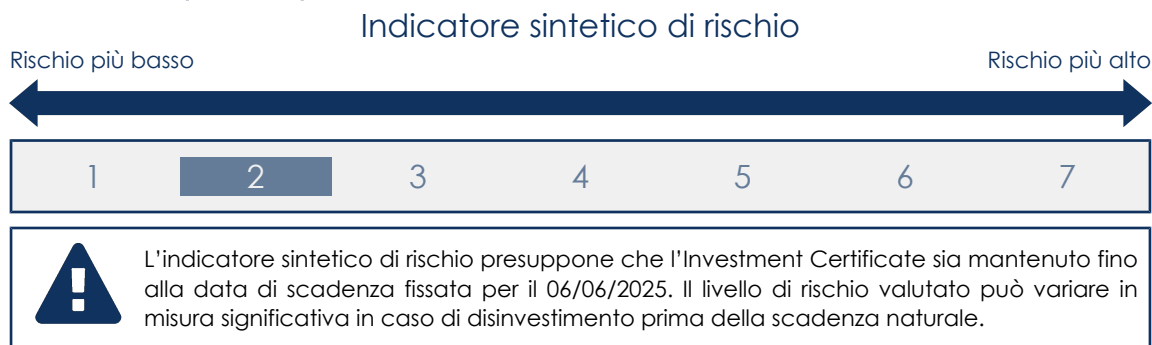 Indicatore sintetico di rischio
Rischio più basso
Rischio più alto
1 2 3 4 5 6 7
L'indicatore sintetico di rischio presuppone che l'Investment Certificate sia mantenuto fino
alla data di scadenza fissata per il 06/06/2025. Il livello di rischio valutato può variare in
misura significativa in caso di disinvestimento prima della scadenza naturale.